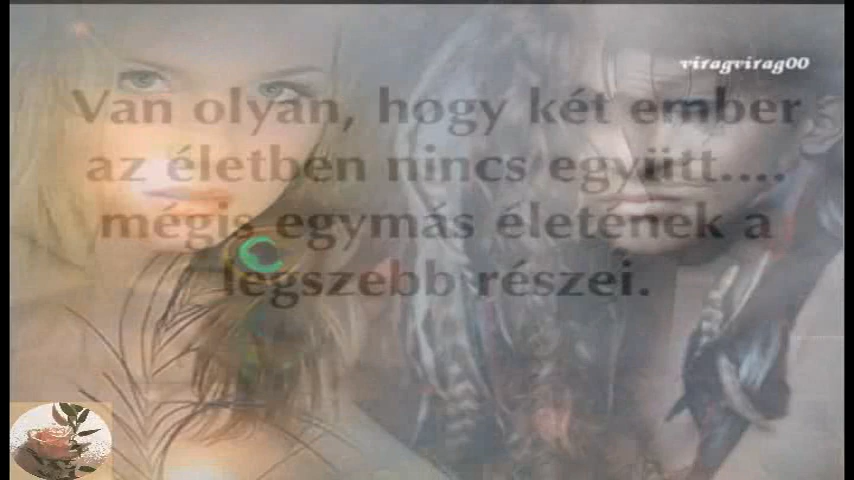 viragvirag00
Van olyan, hogy két ember
az életben nincs együtt....
mégis egymás életének a
legszebb részei.